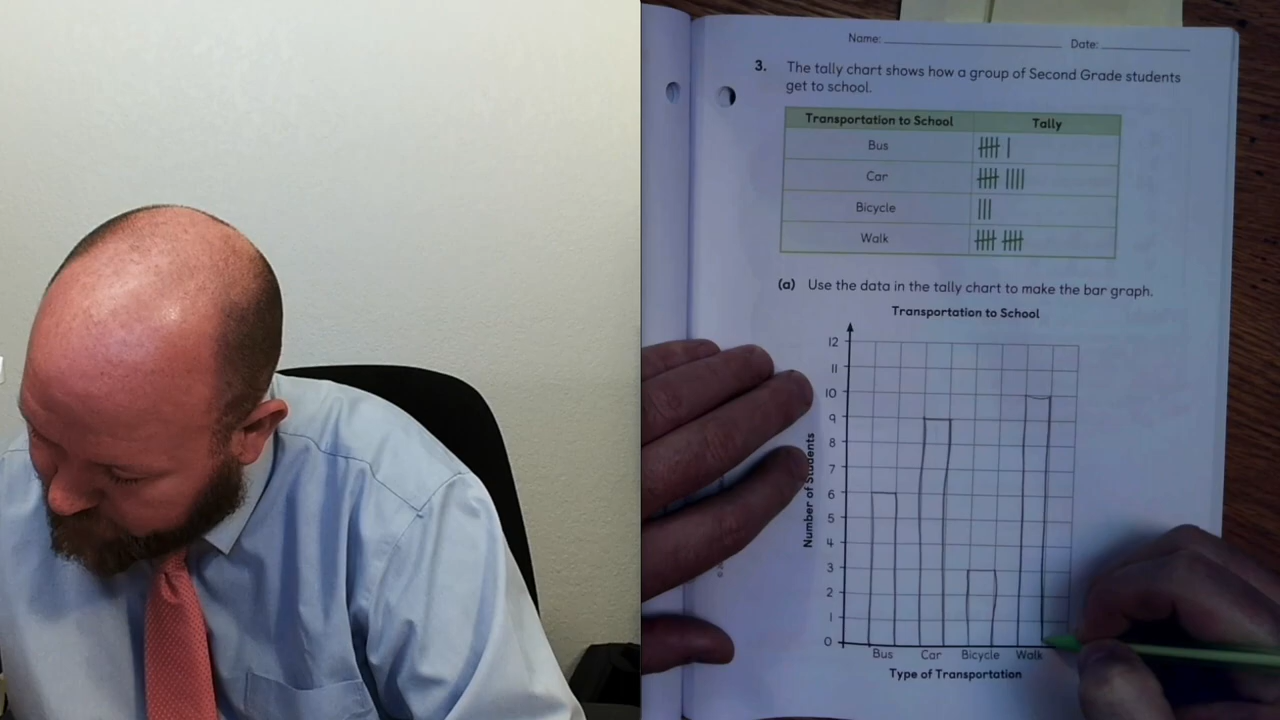 Name: Date:
3. The tally chart shows how a group of Second Grade students
get to school.
Transportation to School Tally
Bus
Car
Bicycle
Walk
(a) Use the data in the tally chart to make the bar graph.
Transportation to School
12
11
10
9
8
7
6
5
4
3
2
1
0
Number of Students
Bus Car Bicycle Walk
Type of Transportation